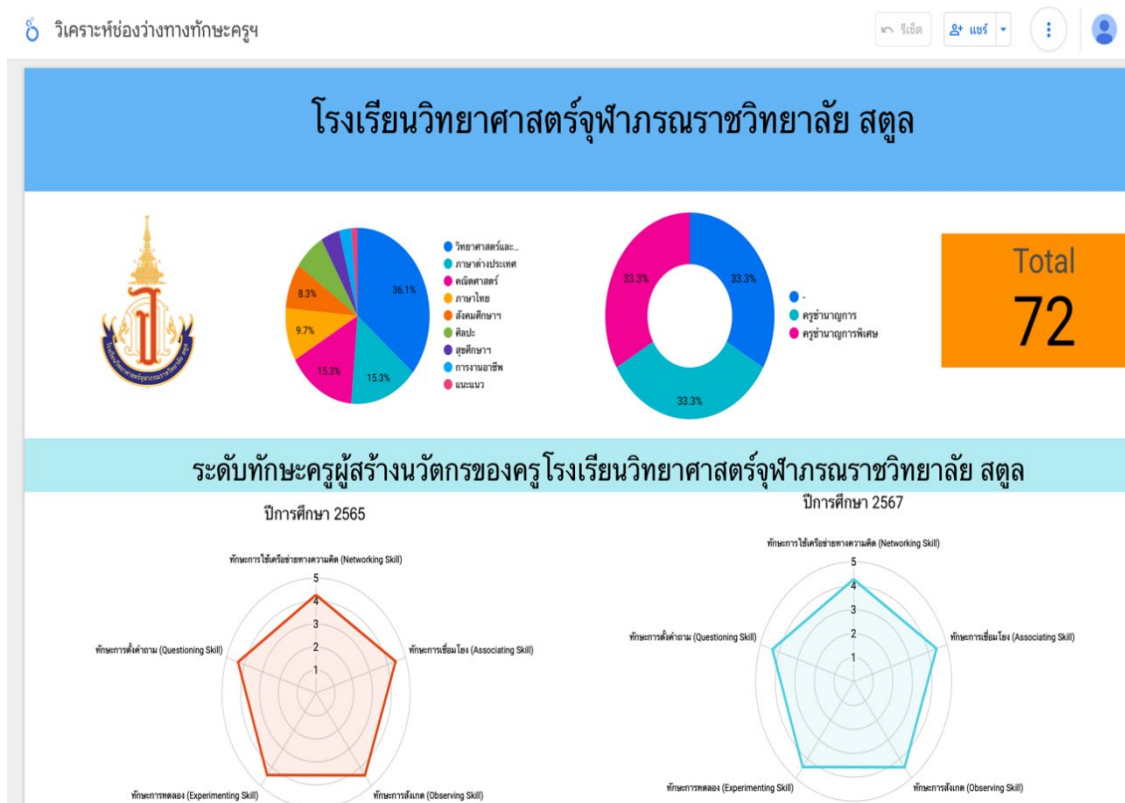 วิเคราะห์ช่องว่างทางทักษะครูฯ
รีเซ็ต
แชร์
โรงเรียนวิทยาศาสตร์จุฬาภรณราชวิทยาลัย สตูล
36.1%
15.3%
15.3%
9.7%
8.3%
วิทยาศาสตร์และ...
ภาษาต่างประเทศ
คณิตศาสตร์
ภาษาไทย
สังคมศึกษาฯ
ศิลปะ
สุขศึกษาฯ
การงานอาชีพ
แนะแนว
33.3%
33.3%
33.3%
-
ครูชำนาญการ
ครูชำนาญการพิเศษ
Total
72
ระดับทักษะครูผู้สร้างนวัตกรของครูโรงเรียนวิทยาศาสตร์จุฬาภรณราชวิทยาลัย สตูล
ปีการศึกษา 2565
ทักษะการใช้เครือข่ายทางความคิด (Networking Skill)
5
4
3
2
1
ทักษะการตั้งคำถาม (Questioning Skill)
ทักษะการเชื่อมโยง (Associating Skill)
ทักษะการทดลอง (Experimenting Skill)
ทักษะการสังเกต (Observing Skill)
ปีการศึกษา 2567
ทักษะการใช้เครือข่ายทางความคิด (Networking Skill)
5
4
3
2
1
ทักษะการตั้งคำถาม (Questioning Skill)
ทักษะการเชื่อมโยง (Associating Skill)
ทักษะการทดลอง (Experimenting Skill)
ทักษะการสังเกต (Observing Skill)